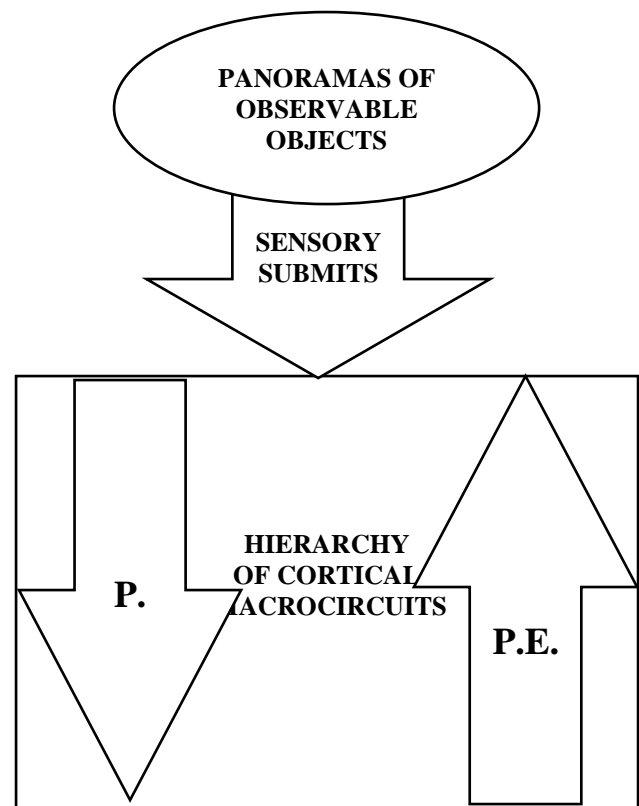 PANORAMAS OF
OBSERVABLE
OBJECTS
SENSORY
SUBMITS
HIERARCHY
OF CORTICAL
MACROCIRCUITS
P.
P.E.